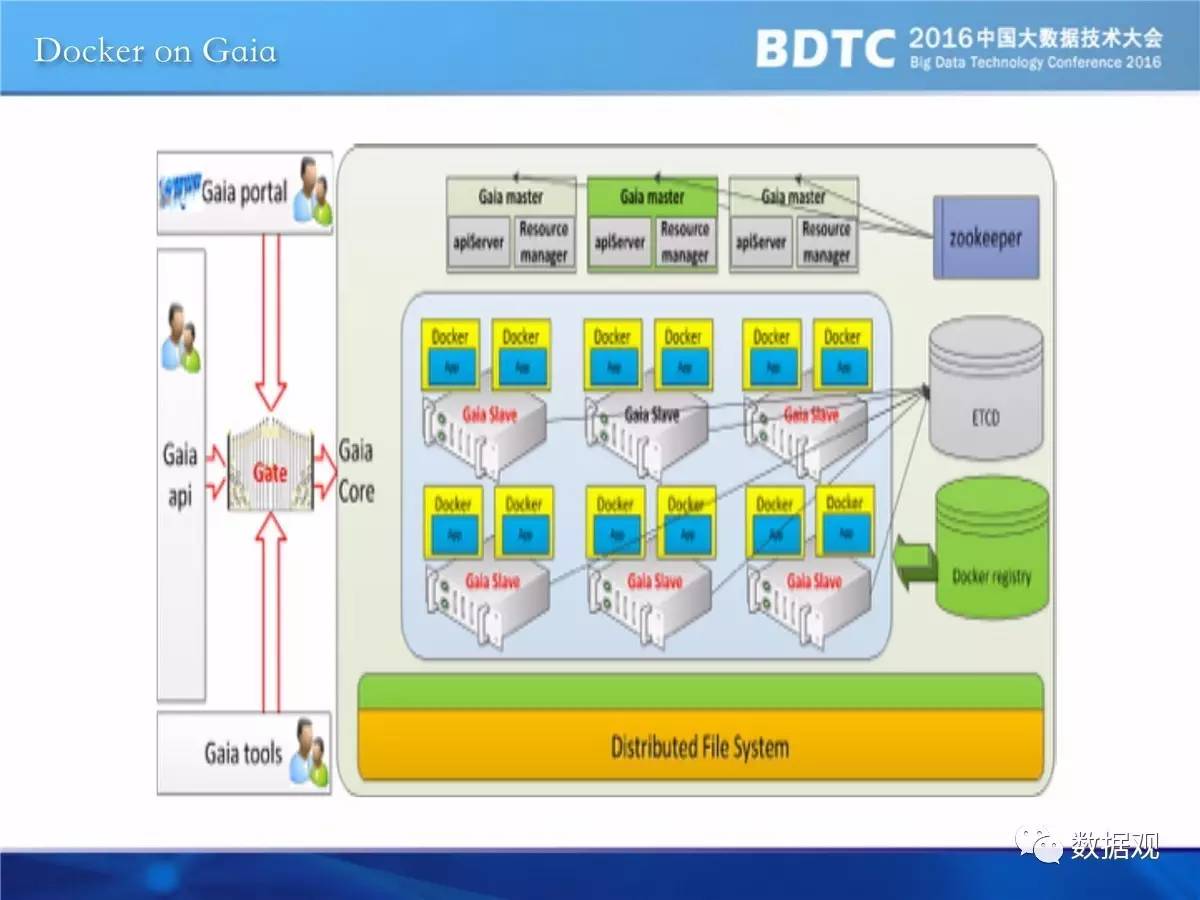 Docker on Gaia
BDTC
2016中国大数据技术大会
Big Data Technology Conference 2016
Gaia portal
Gaia master
Gaia master
Gaia master
apiServer
Resource
manager
apiServer
Resource
manager
apiServer
Resource
manager
zookeeper
Docker
Docker
Docker
Docker
Docker
Docker
App
App
App
App
App
App
Gaia Slave
Gaia Slave
Gaia Slave
ETCD
Gaia
api
Gate
Gaia
Core
Docker
Docker
Docker
Docker
Docker
Docker
App
App
App
App
App
App
Gaia Slave
Gaia Slave
Gaia Slave
Docker registry
Gaia tools
Distributed File System
数据观